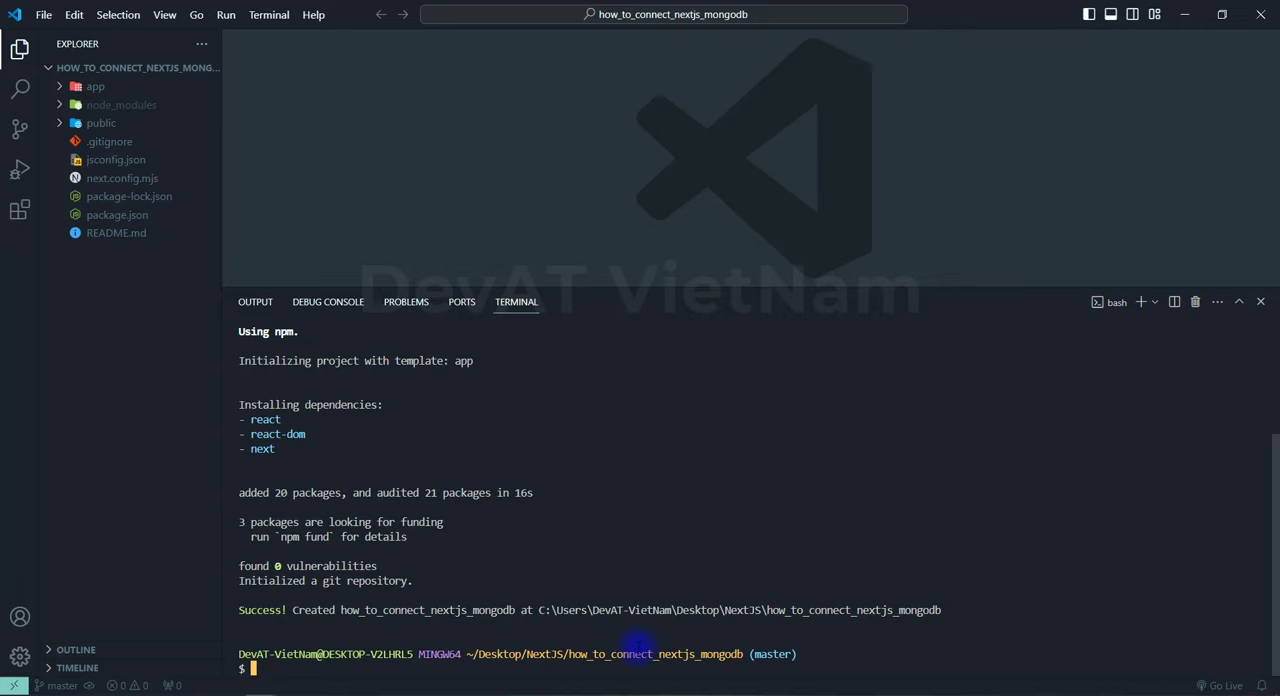 File Edit Selection View Go Run Terminal Help
how_to_connect_nextjs_mongodb
EXPLORER
HOW_TO_CONNECT_NEXTJS_MONG...
app
node_modules
public
.gitignore
jsconfig.json
next.config.mjs
package-lock.json
package.json
README.md
DevAT VietNam
OUTPUT DEBUG CONSOLE PROBLEMS PORTS TERMINAL
bash
Using npm.
Initializing project with template: app
Installing dependencies:
- react
- react-dom
- next
added 20 packages, and audited 21 packages in 16s
3 packages are looking for funding
run `npm fund` for details
found 0 vulnerabilities
Initialized a git repository.
Success! Created how_to_connect_nextjs_mongodb at C:\Users\DevAT-VietNam\Desktop\NextJS\how_to_connect_nextjs_mongodb
DevAT-VietNam@DESKTOP-V2LHRL5 MINGW64 ~/Desktop/NextJS/how_to_connect_nextjs_mongodb (master)
$
OUTLINE
TIMELINE
master 0 0 0 Go Live